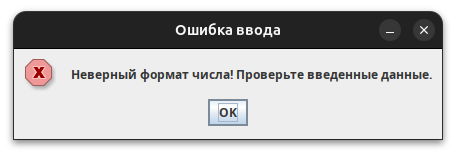 Ошибка ввода
Неверный формат числа! Проверьте введенные данные.
OK